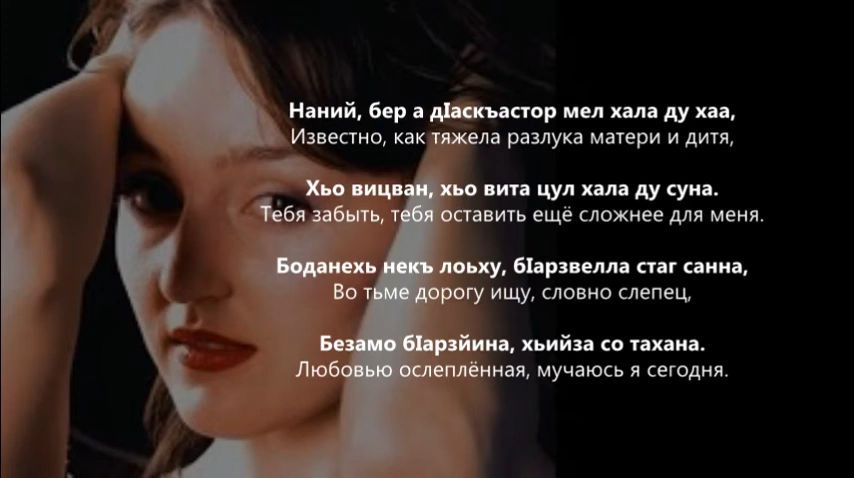 Наний, бер а дӀаскъастор мел хала ду хаа,
Известно, как тяжела разлука матери и дитя,
Хьо вицван, хьо вита цул хала ду суна.
Тебя забыть, тебя оставить ещё сложнее для меня.
Боданехь некъ лоьху, бӀарзвелла стаг санна,
Во тьме дорогу ищу, словно слепец,
Безамо бӀарзйина, хьийза со тахана.
Любовью ослеплённая, мучаюсь я сегодня.